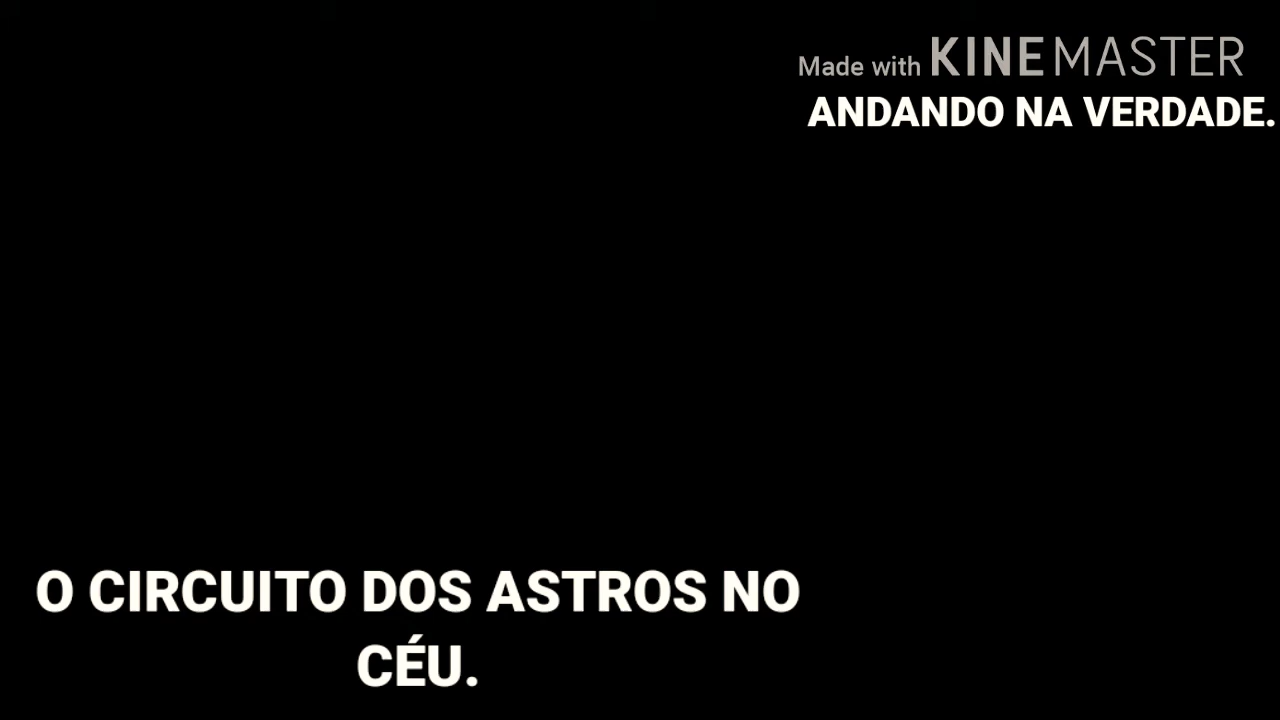 Made with KINEMASTER
ANDANDO NA VERDADE.
O CIRCUITO DOS ASTROS NO
CÉU.